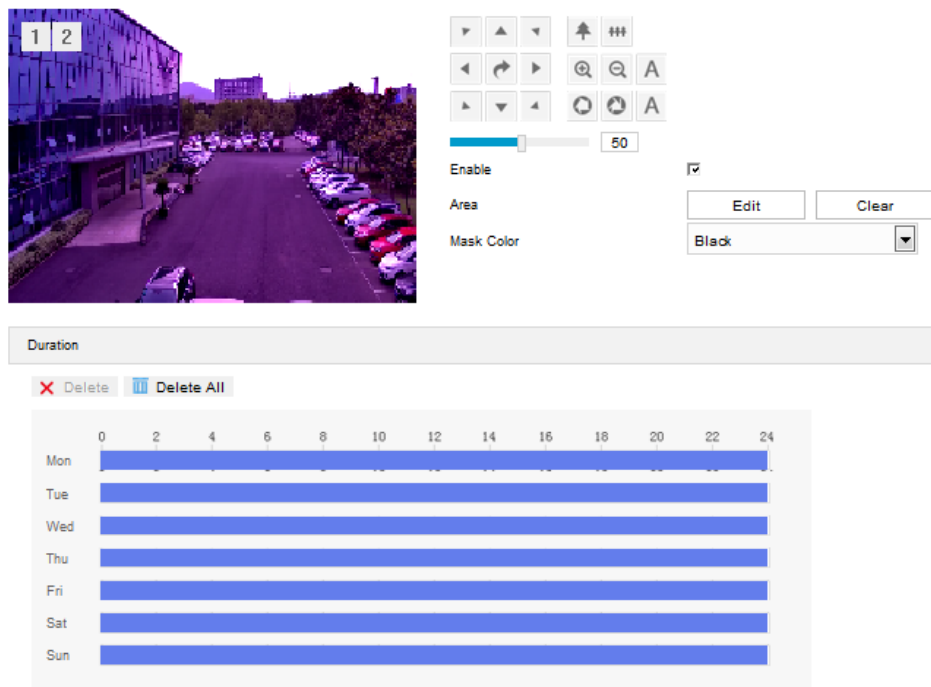 1 2
A
A
50
Enable
Area Edit Clear
Mask Color Black
Duration
Delete Delete All
0 2 4 6 8 10 12 14 16 18 20 22 24
Mon
Tue
Wed
Thu
Fri
Sat
Sun